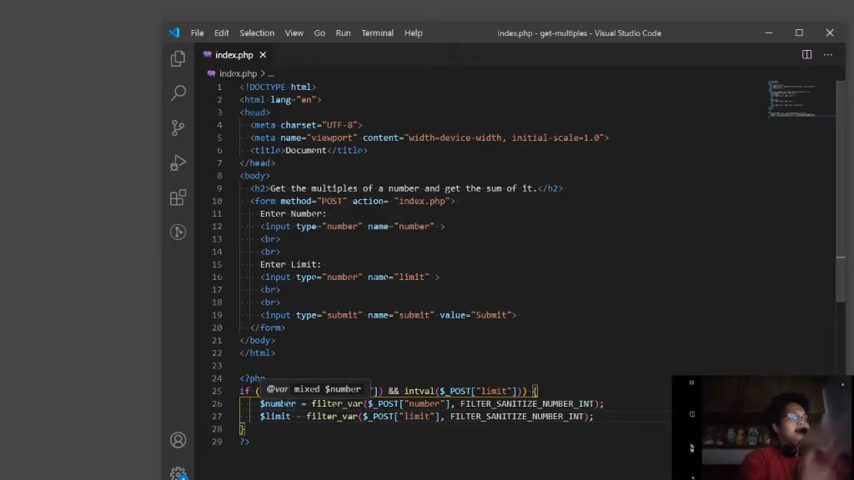 File Edit Selection View Go Run Terminal Help index.php - get-multiples - Visual Studio Code
index.php
index.php > ...
1 <!DOCTYPE html>
2 <html lang="en">
3 <head>
4 <meta charset="UTF-8">
5 <meta name="viewport" content="width=device-width, initial-scale=1.0">
6 <title>Document</title>
7 </head>
8 <body>
9 <h2>Get the multiples of a number and get the sum of it.</h2>
10 <form method="POST" action= "index.php">
11 Enter Number:
12 <input type="number" name="number" >
13 <br>
14 <br>
15 Enter Limit:
16 <input type="number" name="limit" >
17 <br>
18 <br>
19 <input type="submit" name="submit" value="Submit">
20 </form>
21 </body>
22 </html>
23
24 <?php
@var mixed $number
25 if ( "]) && intval($_POST["limit"])) {
26 $number = filter_var($_POST["number"], FILTER_SANITIZE_NUMBER_INT);
27 $limit = filter_var($_POST["limit"], FILTER_SANITIZE_NUMBER_INT);
28 }
29 ?>